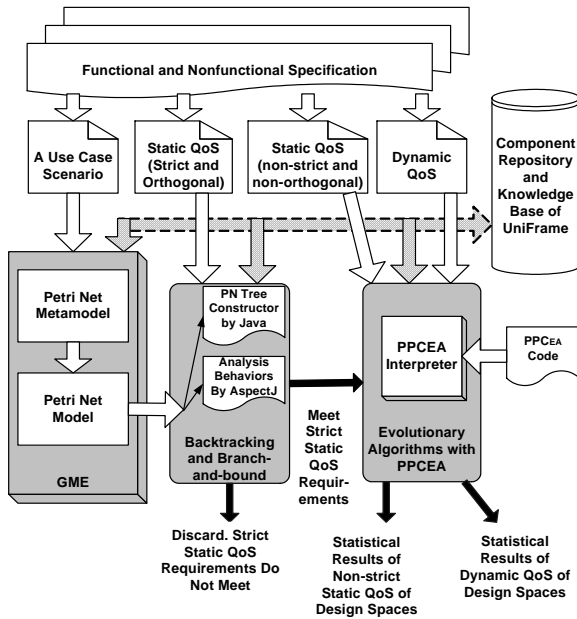 Functional and Nonfunctional Specification
A Use Case
Scenario
Static QoS
(Strict and
Orthogonal)
Static QoS
(non-strict and
non-orthogonal)
Dynamic
QoS
Component
Repository
and
Knowledge
Base of
UniFrame
Petri Net
Metamodel
Petri Net
Model
GME
PN Tree
Constructor
by Java
Analysis
Behaviors
By AspectJ
Backtracking
and Branch-
and-bound
Meet
Strict
Static
QoS
Require-
ments
PPCEA
Interpreter
Evolutionary
Algorithms with
PPCEA
PPCEA
Code
Discard. Strict
Static QoS
Requirements Do
Not Meet
Statistical
Results of
Non-strict
Static QoS of
Design Spaces
Statistical
Results of
Dynamic QoS of
Design Spaces